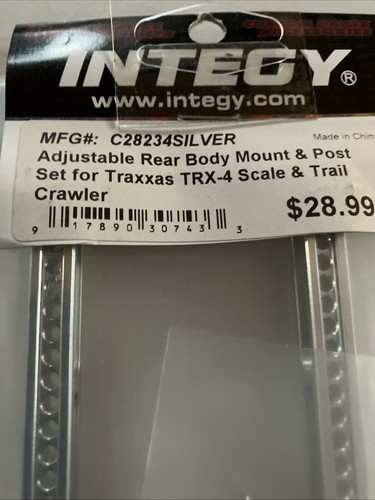 INTEGY®
www.integy.com
MFG#: C28234SILVER
Made in China
Adjustable Rear Body Mount & Post
Set for Traxxas TRX-4 Scale & Trail
Crawler
$28.99
9 17890 30743 3